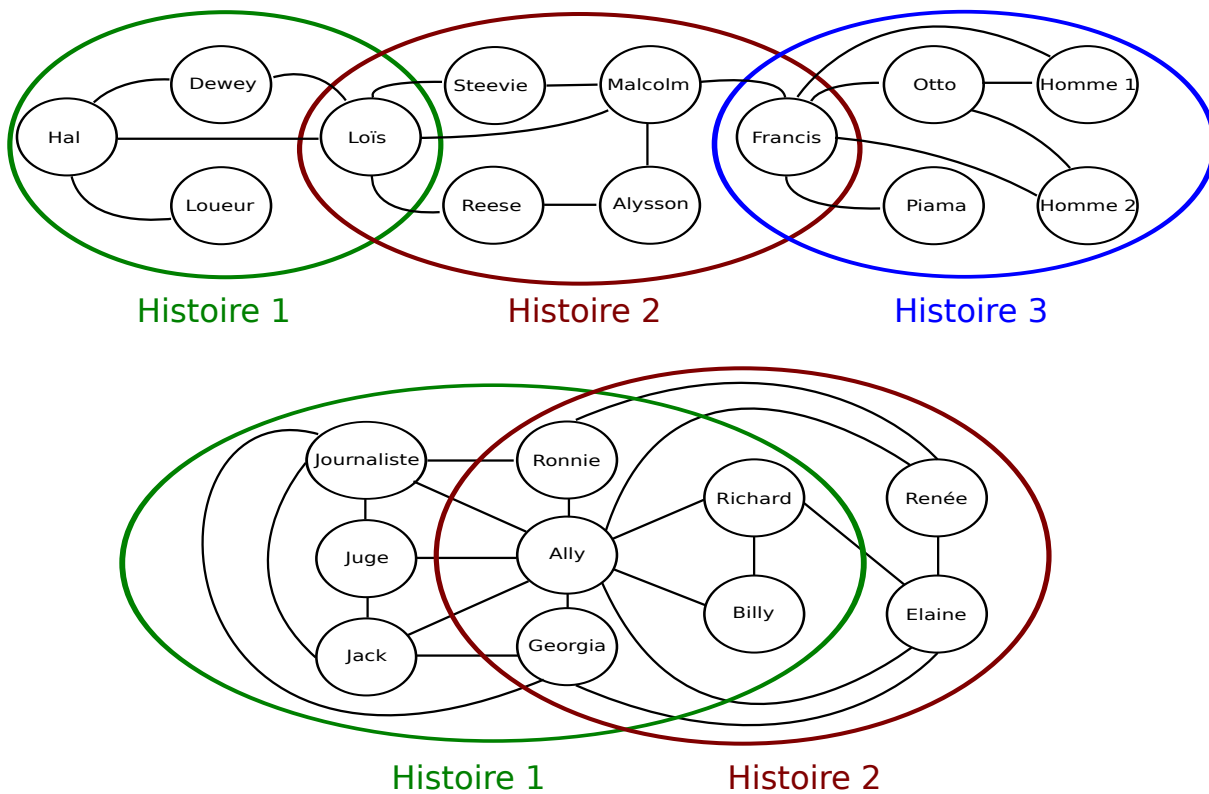 Dewey
Steevie
Malcolm
Otto
Homme 1
Hal
Loïs
Francis
Loueur
Reese
Alysson
Piama
Homme 2
Histoire 1
Histoire 2
Histoire 3
Journaliste
Ronnie
Richard
Renée
Juge
Ally
Billy
Elaine
Jack
Georgia
Histoire 1
Histoire 2